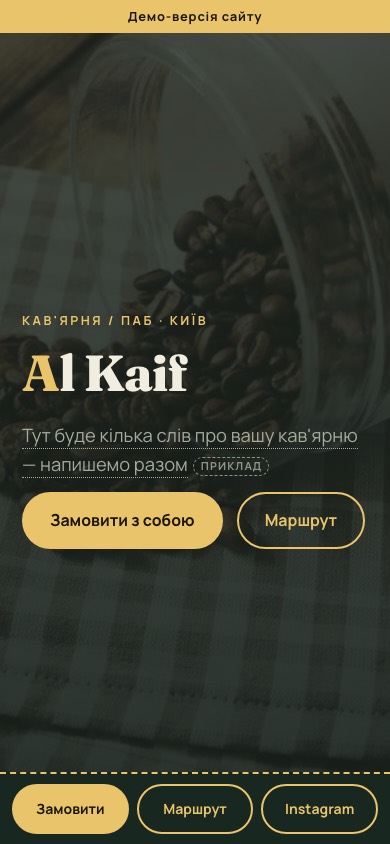 Демо-версія сайту
КАВ'ЯРНЯ / ПАБ · КИЇВ
Al Kaif
Тут буде кілька слів про вашу кав'ярню
— напишемо разом ПРИКЛАД
Замовити з собою Маршрут
Замовити Маршрут Instagram